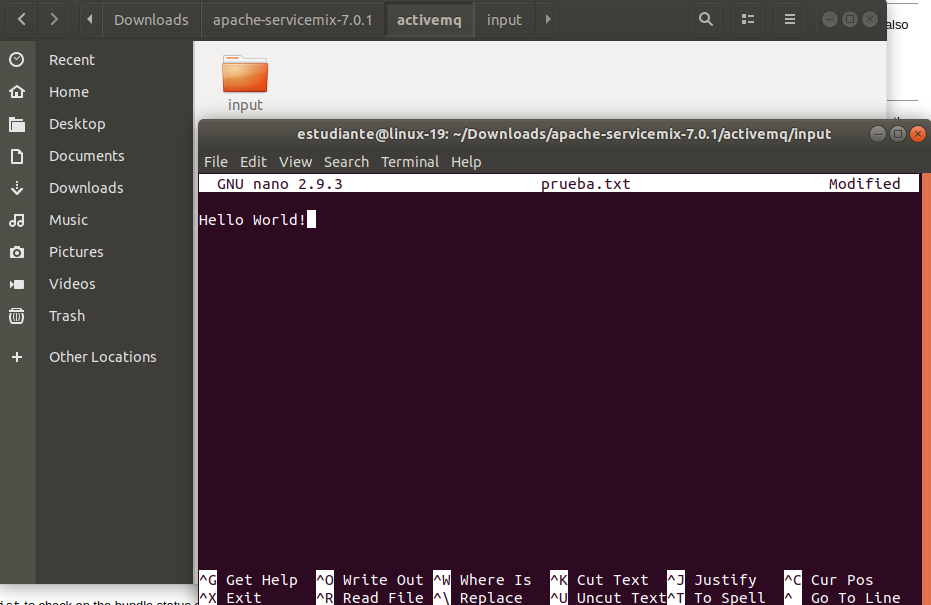 Downloads apache-servicemix-7.0.1 activemq input
also
Recent
Home
Desktop
Documents
Downloads
Music
Pictures
Videos
Trash
Other Locations
input
estudiante@linux-19: ~/Downloads/apache-servicemix-7.0.1/activemq/input
File Edit View Search Terminal Help
GNU nano 2.9.3 prueba.txt Modified
Hello World!
^G Get Help ^O Write Out ^W Where Is ^K Cut Text ^J Justify ^C Cur Pos
^X Exit ^R Read File ^\ Replace ^U Uncut Text ^T To Spell ^_ Go To Line
to check on the bundle status